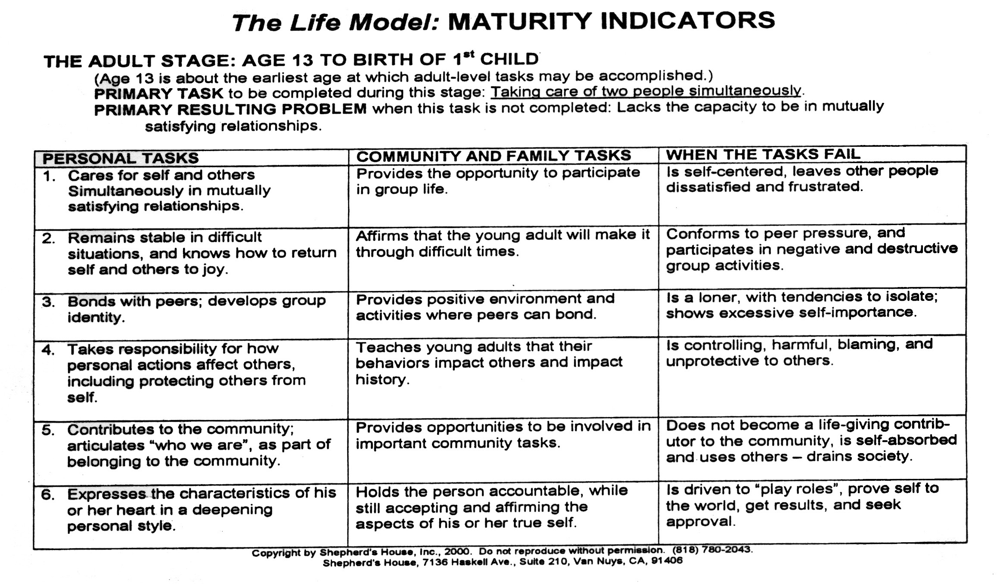 The Life Model: MATURITY INDICATORS
THE ADULT STAGE: AGE 13 TO BIRTH OF 1st CHILD
(Age 13 is about the earliest age at which adult-level tasks may be accomplished.)
PRIMARY TASK to be completed during this stage: Taking care of two people simultaneously.
PRIMARY RESULTING PROBLEM when this task is not completed: Lacks the capacity to be in mutually
satisfying relationships.
PERSONAL TASKS
COMMUNITY AND FAMILY TASKS
WHEN THE TASKS FAIL
1. Cares for self and others
Simultaneously in mutually
satisfying relationships.
Provides the opportunity to participate
in group life.
Is self-centered, leaves other people
dissatisfied and frustrated.
2. Remains stable in difficult
situations, and knows how to return
self and others to joy.
Affirms that the young adult will make it
through difficult times.
Conforms to peer pressure, and
participates in negative and destructive
group activities.
3. Bonds with peers; develops group
identity.
Provides positive environment and
activities where peers can bond.
Is a loner, with tendencies to isolate;
shows excessive self-importance.
4. Takes responsibility for how
personal actions affect others,
including protecting others from
self.
Teaches young adults that their
behaviors impact others and impact
history.
Is controlling, harmful, blaming, and
unprotective to others.
5. Contributes to the community;
articulates "who we are", as part of
belonging to the community.
Provides opportunities to be involved in
important community tasks.
Does not become a life-giving contrib-
utor to the community, is self-absorbed
and uses others – drains society.
6. Expresses the characteristics of his
or her heart in a deepening
personal style.
Holds the person accountable, while
still accepting and affirming the
aspects of his or her true self.
Is driven to "play roles", prove self to
the world, get results, and seek
approval.
Copyright by Shepherd's House, Inc., 2000. Do not reproduce without permission. (818) 780-2043.
Shepherd's House, 7136 Haskell Ave., Suite 210, Van Nuys, CA, 91406